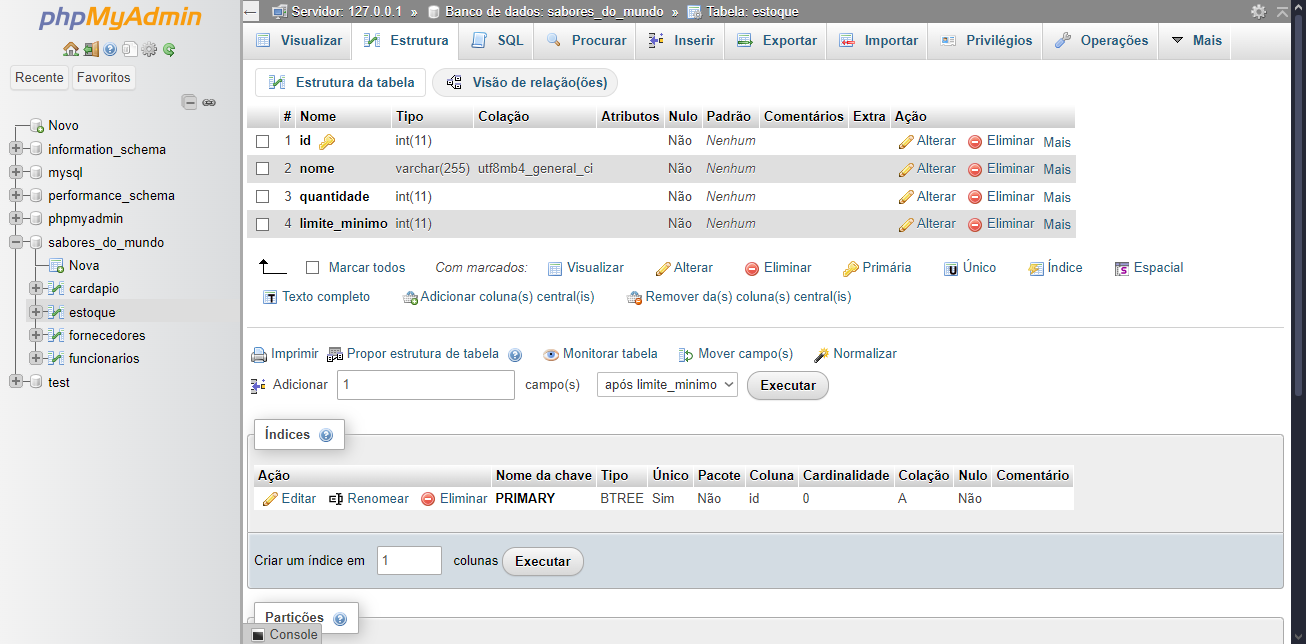 phpMyAdmin
Recente Favoritos
Novo
information_schema
mysql
performance_schema
phpmyadmin
sabores_do_mundo
Nova
cardapio
estoque
fornecedores
funcionarios
test
Servidor: 127.0.0.1 » Banco de dados: sabores_do_mundo » Tabela: estoque
Visualizar Estrutura SQL Procurar Inserir Exportar Importar Privilégios Operações Mais
Estrutura da tabela Visão de relação(ões)
# Nome Tipo Colação Atributos Nulo Padrão Comentários Extra Ação
1 id int(11) Não Nenhum Alterar Eliminar Mais
2 nome varchar(255) utf8mb4_general_ci Não Nenhum Alterar Eliminar Mais
3 quantidade int(11) Não Nenhum Alterar Eliminar Mais
4 limite_minimo int(11) Não Nenhum Alterar Eliminar Mais
Marcar todos Com marcados: Visualizar Alterar Eliminar Primária Único Índice Espacial
Texto completo Adicionar coluna(s) central(is) Remover da(s) coluna(s) central(is)
Imprimir Propor estrutura de tabela Monitorar tabela Mover campo(s) Normalizar
Adicionar 1 campo(s) após limite_minimo Executar
Índices
Ação Nome da chave Tipo Único Pacote Coluna Cardinalidade Colação Nulo Comentário
Editar Renomear Eliminar PRIMARY BTREE Sim Não id 0 A Não
Criar um índice em 1 colunas Executar
Partições
Console